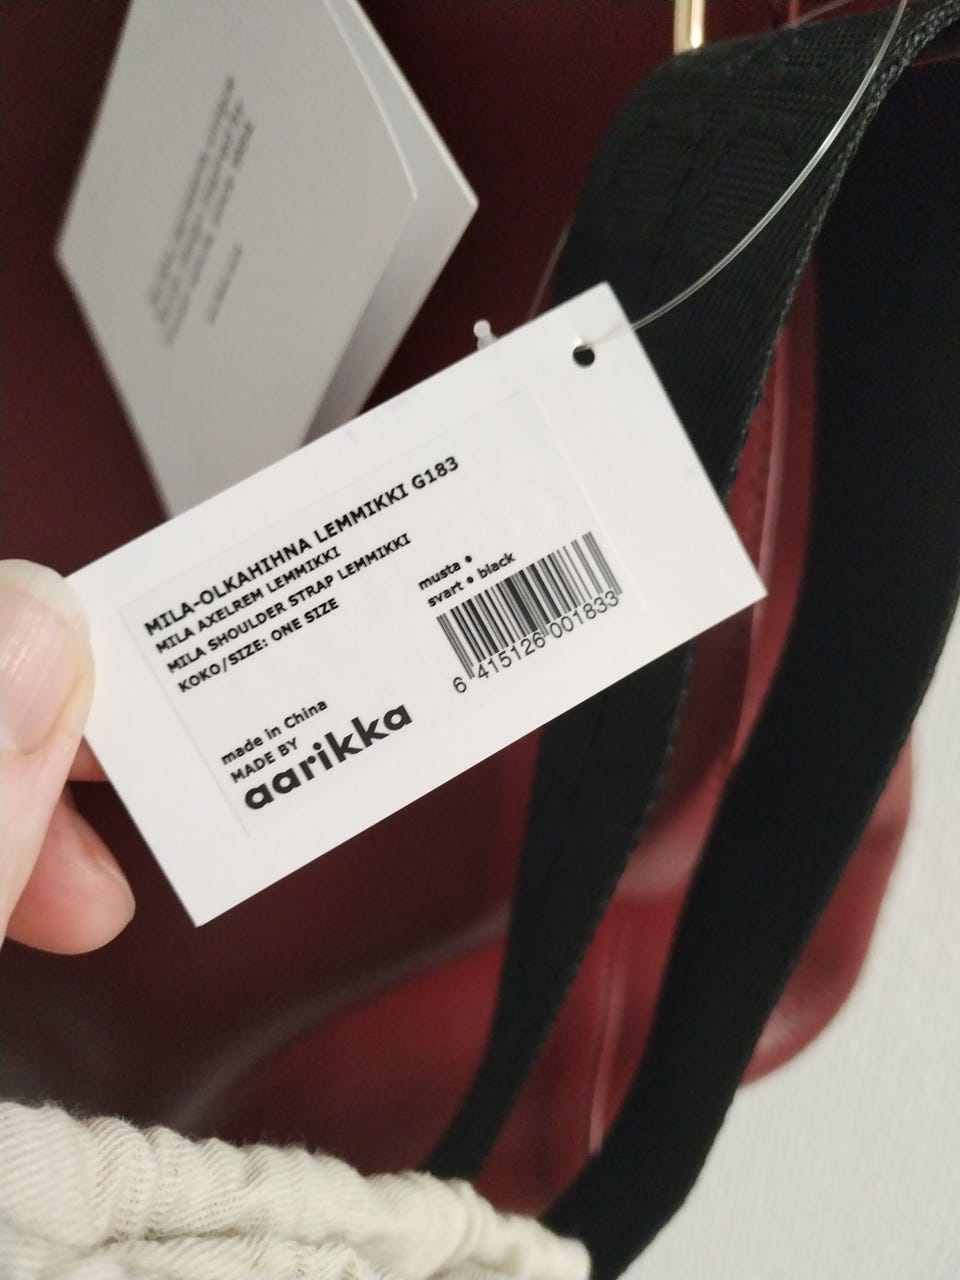 MILA-OLKAHIHNA LEMMIKKI G183
MILA AXELREM LEMMIKKI
MILA SHOULDER STRAP LEMMIKKI
KOKO/SIZE: ONE SIZE
musta •
svart • black
6 415126 001833
made in China
MADE BY
aarikka